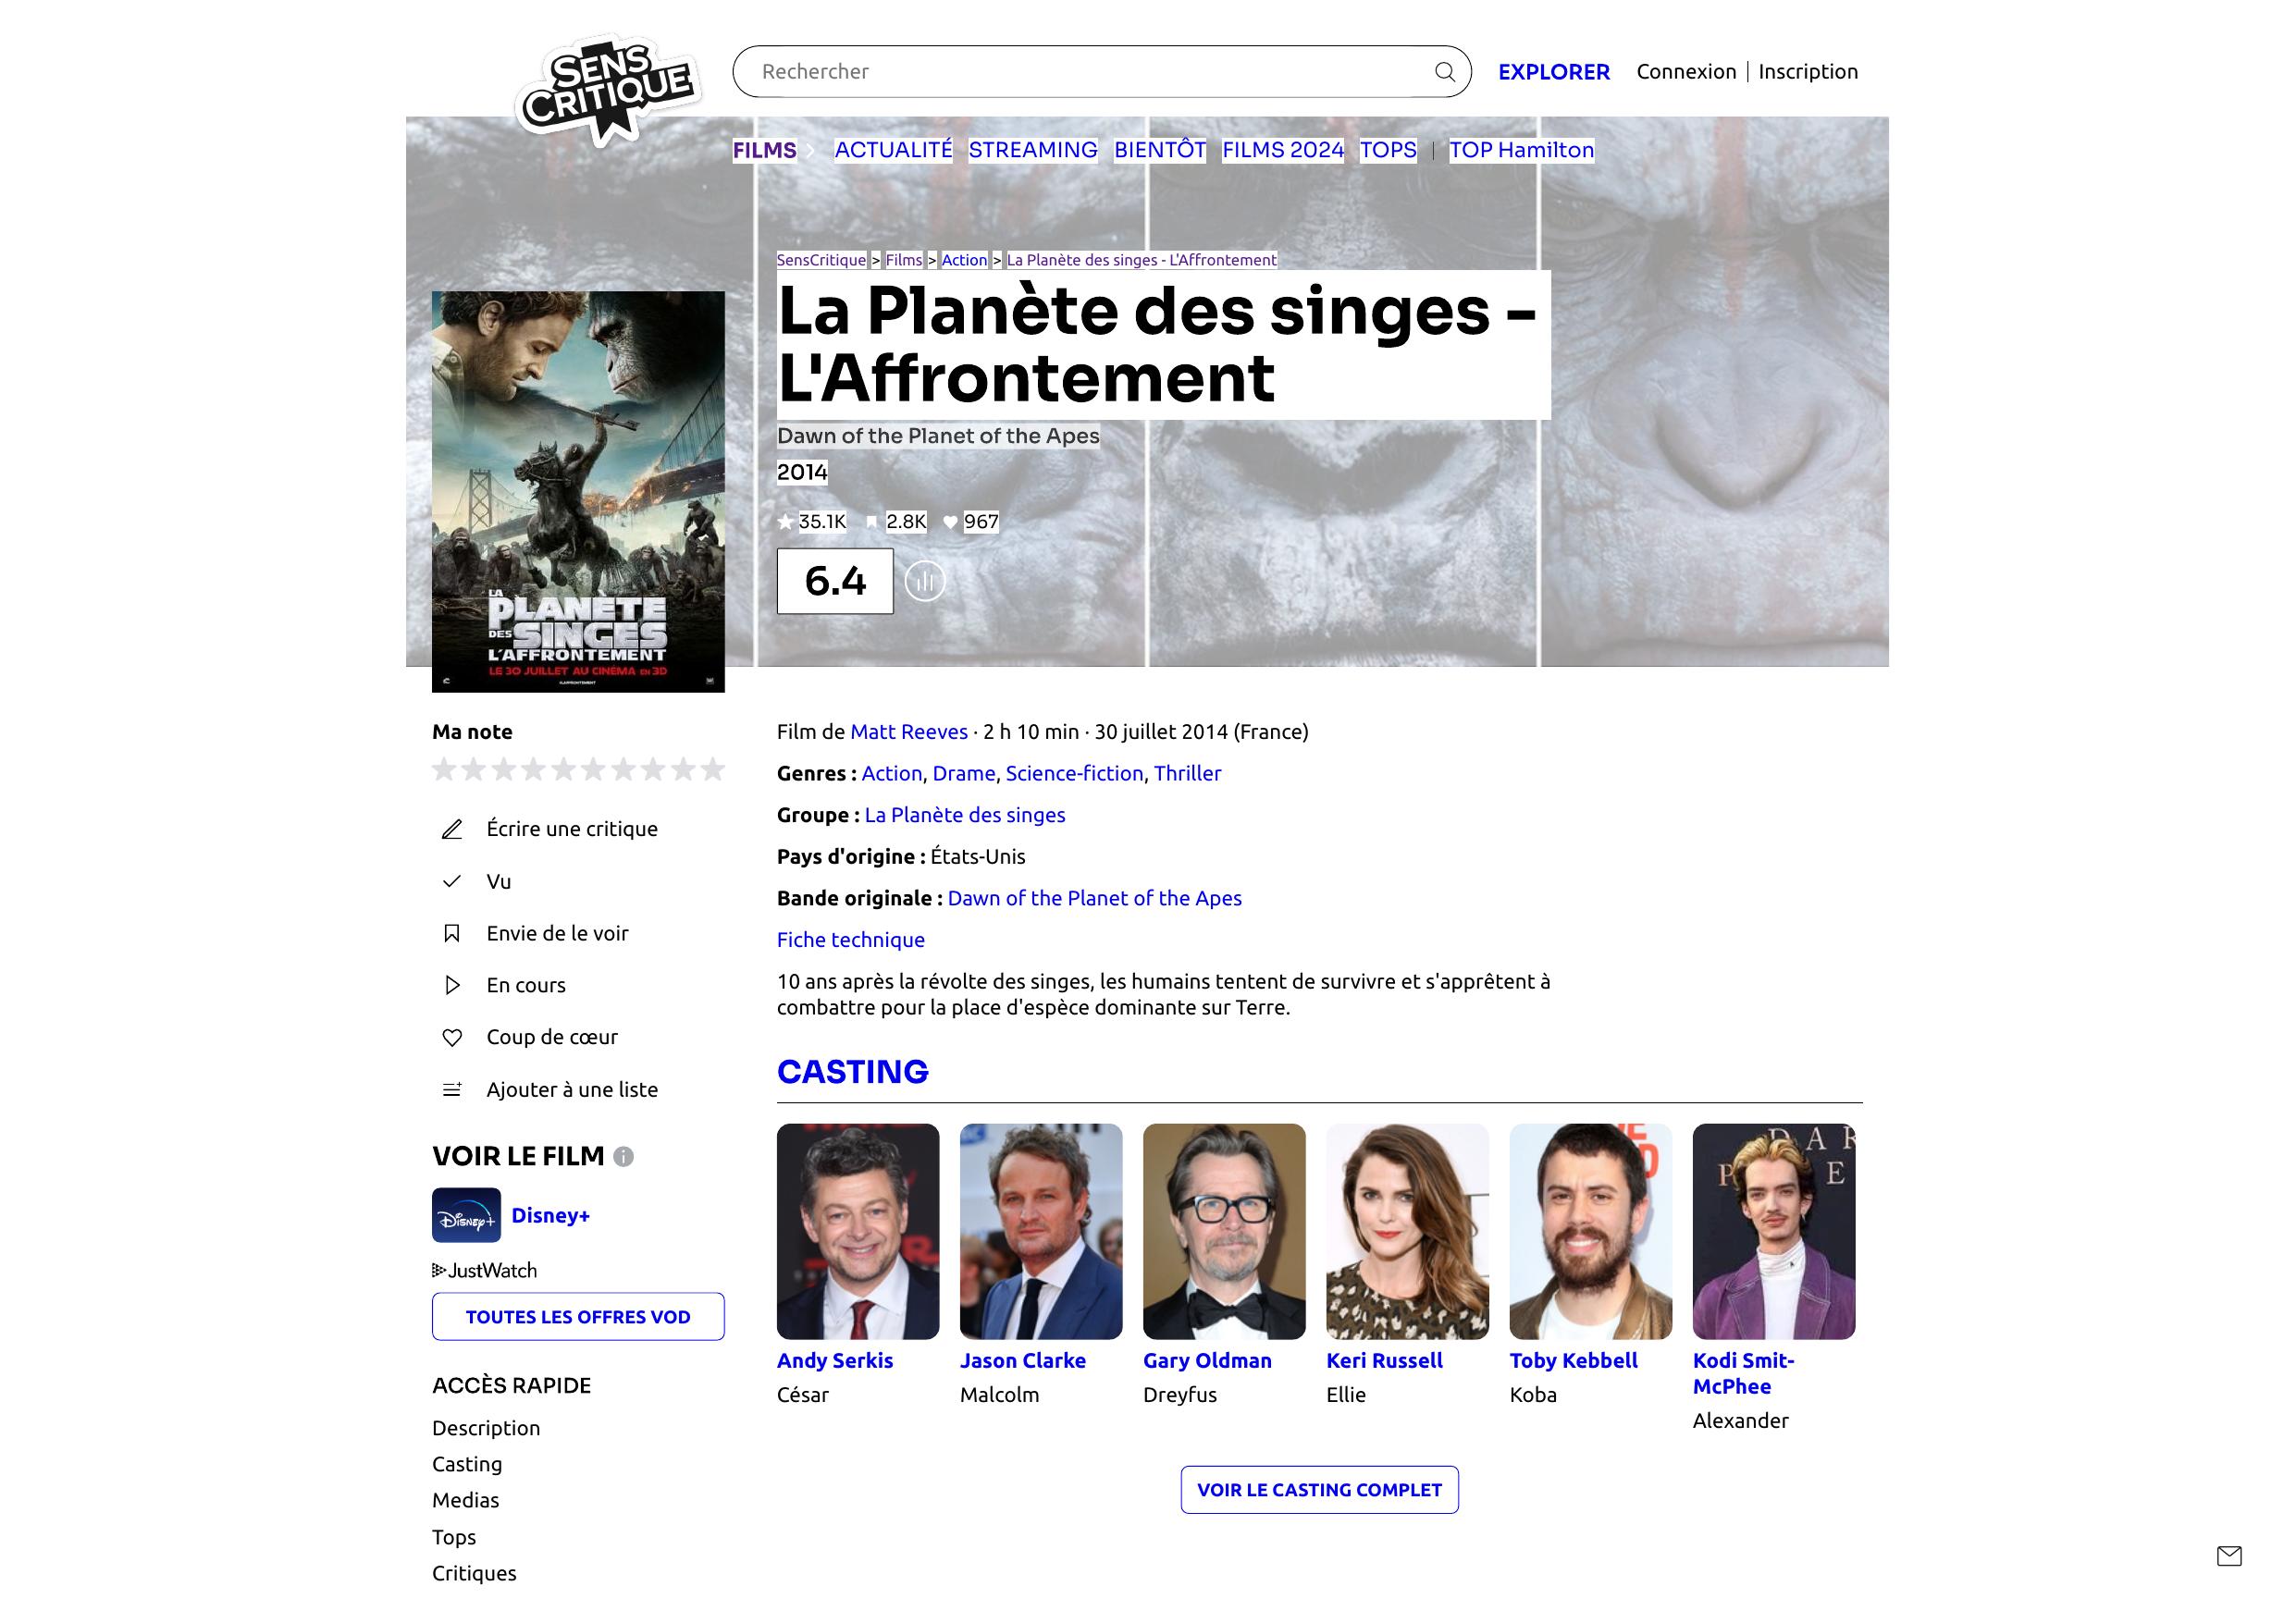 SENS
CRITIQUE
Rechercher
EXPLORER
Connexion | Inscription
FILMS
ACTUALITÉ
STREAMING
BIENTÔT
FILMS 2024
TOPS
|
TOP Hamilton
SensCritique > Films > Action > La Planète des singes - L'Affrontement
La Planète des singes -
L'Affrontement
Dawn of the Planet of the Apes
2014
35.1K
2.8K
967
6.4
LA
PLANÈTE
DES SINGES
L'AFFRONTEMENT
LE 30 JUILLET AU CINÉMA EN 3D
Ma note
Écrire une critique
Vu
Envie de le voir
En cours
Coup de cœur
Ajouter à une liste
VOIR LE FILM
Disney+
Disney+
JustWatch
TOUTES LES OFFRES VOD
ACCÈS RAPIDE
Description
Casting
Medias
Tops
Critiques
Film de Matt Reeves · 2 h 10 min · 30 juillet 2014 (France)
Genres : Action, Drame, Science-fiction, Thriller
Groupe : La Planète des singes
Pays d'origine : États-Unis
Bande originale : Dawn of the Planet of the Apes
Fiche technique
10 ans après la révolte des singes, les humains tentent de survivre et s'apprêtent à
combattre pour la place d'espèce dominante sur Terre.
CASTING
Andy Serkis
César
Jason Clarke
Malcolm
Gary Oldman
Dreyfus
Keri Russell
Ellie
Toby Kebbell
Koba
Kodi Smit-
McPhee
Alexander
VOIR LE CASTING COMPLET